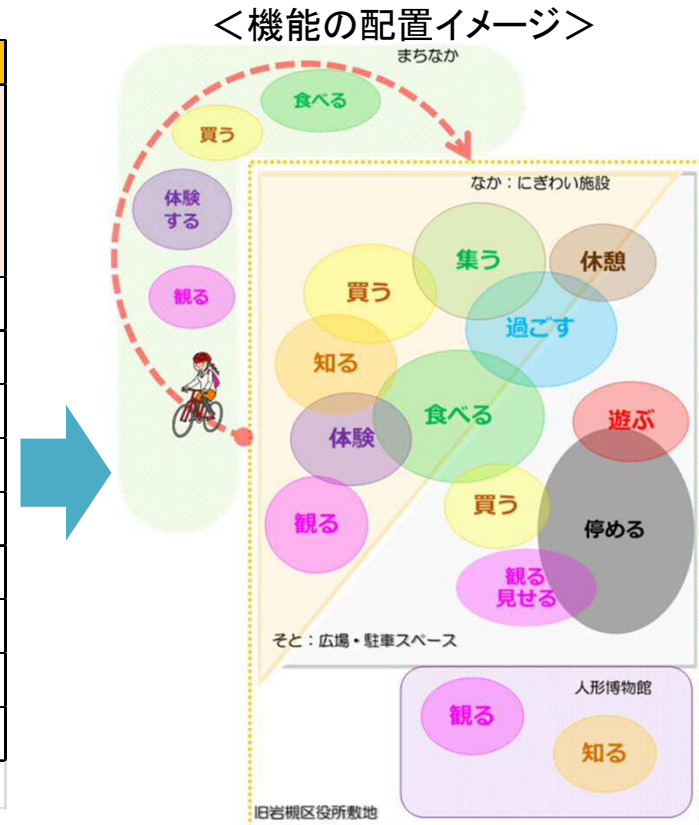 ＜機能の配置イメージ＞
まちなか
食べる
買う
体験
する
観る
なか：にぎわい施設
集う
休憩
買う
過ごす
知る
食べる
遊ぶ
体験
買う
観る
停める
観る
見せる
そと：広場・駐車スペース
人形博物館
観る
知る
旧岩槻区役所敷地